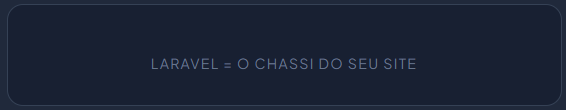 LARAVEL = O CHASSI DO SEU SITE